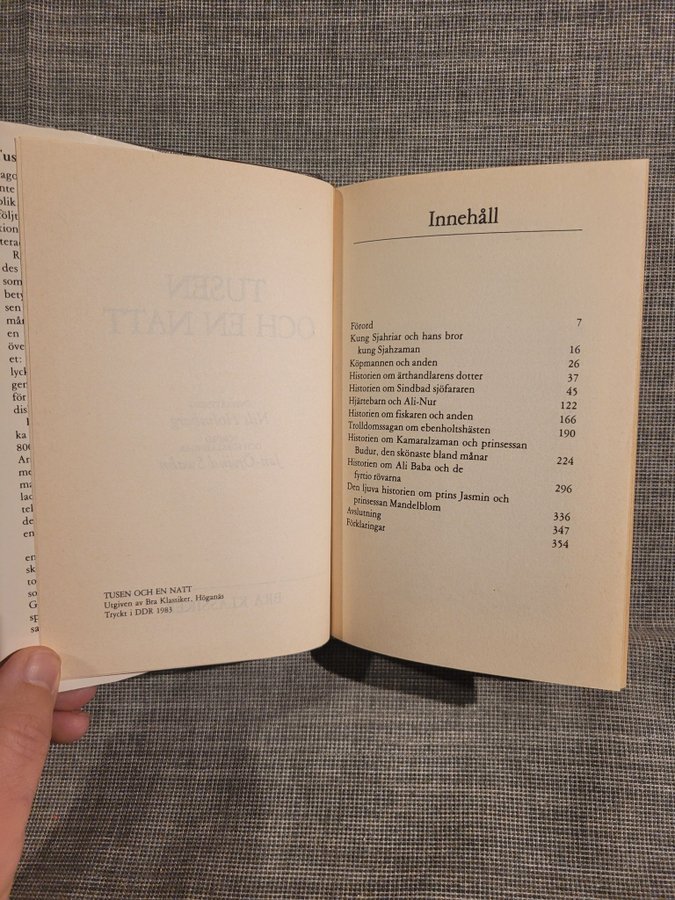 TUSEN OCH EN NATT
Utgiven av Bra Klassiker, Höganäs
Tryckt i DDR 1983
Innehåll
Förord 7
Kung Sjahriar och hans bror
kung Sjahzaman 16
Köpmannen och anden 26
Historien om ärthandlarens dotter 37
Historien om Sindbad sjöfararen 45
Hjärtebarn och Ali-Nur 122
Historien om fiskaren och anden 166
Trolldomssagan om ebenholtshästen 190
Historien om Kamaralzaman och prinsessan
Budur, den skönaste bland månar 224
Historien om Ali Baba och de
fyrtio rövarna 296
Den ljuva historien om prins Jasmin och
prinsessan Mandelblom 336
Avslutning 347
Förklaringar 354